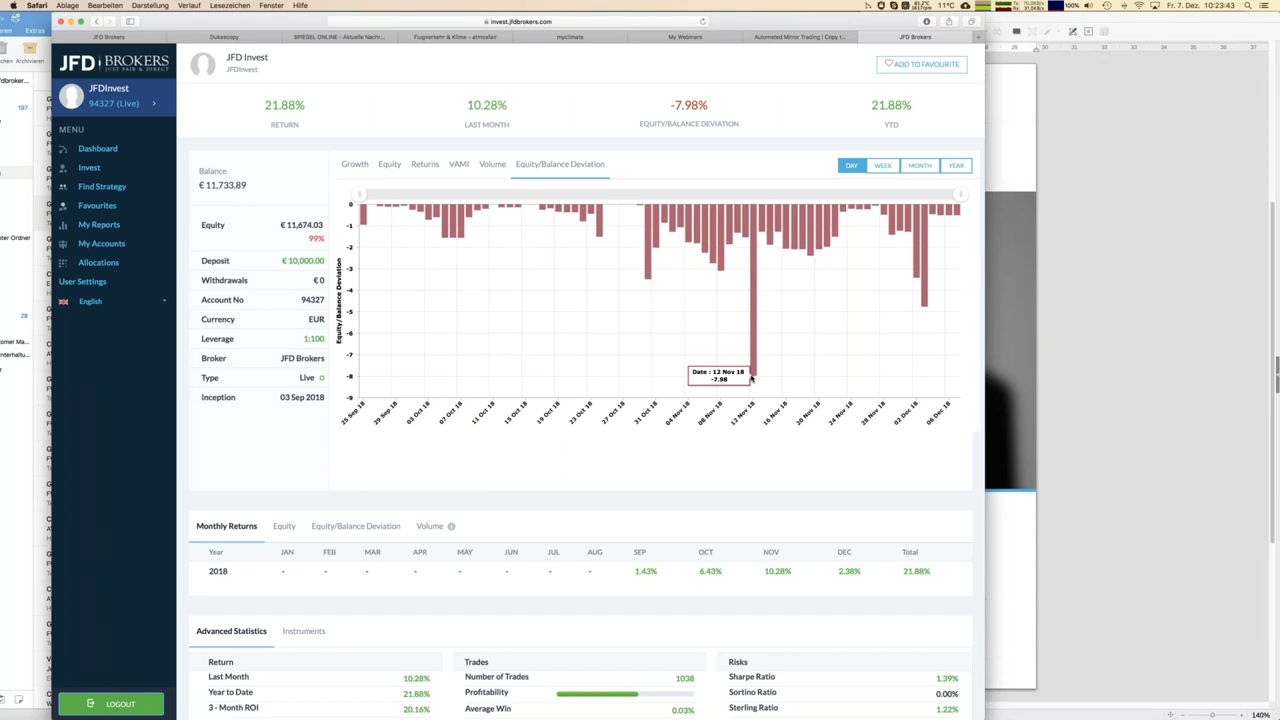 Safari Ablage Bearbeiten Darstellung Verlauf Lesezeichen Fenster Hilfe 11°C 100% Fr. 7. Dez. 10:23:43
invest.jfdbrokers.com
JFD Brokers Dukascopy SPIEGEL ONLINE - Aktuelle Nachr... Flugverkehr & Klima – atmosfair myclimate My Webinars Automated Mirror Trading | Copy t... JFD Brokers
Extras
197
28
140%
29 30 31 32 33 34 35 36 37
JFD BROKERS
JUST FAIR & DIRECT
JFDInvest
94327 (Live)
MENU
Dashboard
Invest
Find Strategy
Favourites
My Reports
My Accounts
Allocations
User Settings
English
LOGOUT
JFD Invest
JFDInvest
ADD TO FAVOURITE
21.88% 10.28% -7.98% 21.88%
RETURN LAST MONTH EQUITY/BALANCE DEVIATION YTD
Balance
€ 11,733.89
Equity € 11,674.03
99%
Deposit € 10,000.00
Withdrawals € 0
Account No 94327
Currency EUR
Leverage 1:100
Broker JFD Brokers
Type Live
Inception 03 Sep 2018
Growth Equity Returns VAMI Volume Equity/Balance Deviation
DAY WEEK MONTH YEAR
Equity/Balance Deviation
0
-1
-2
-3
-4
-5
-6
-7
-8
-9
Date : 12 Nov 18
-7.98
25 Sep 18 29 Sep 18 03 Oct 18 07 Oct 18 11 Oct 18 15 Oct 18 19 Oct 18 23 Oct 18 27 Oct 18 31 Oct 18 04 Nov 18 08 Nov 18 12 Nov 18 16 Nov 18 20 Nov 18 24 Nov 18 28 Nov 18 02 Dec 18 06 Dec 18
Monthly Returns Equity Equity/Balance Deviation Volume
Year JAN FEB MAR APR MAY JUN JUL AUG SEP OCT NOV DEC Total
2018 - - - - - - - - 1.43% 6.43% 10.28% 2.38% 21.88%
Advanced Statistics Instruments
Return
Last Month 10.28%
Year to Date 21.88%
3 - Month ROI 20.16%
Trades
Number of Trades 1038
Profitability
Average Win 0.03%
Risks
Sharpe Ratio 1.39%
Sortino Ratio 0.00%
Sterling Ratio 1.22%